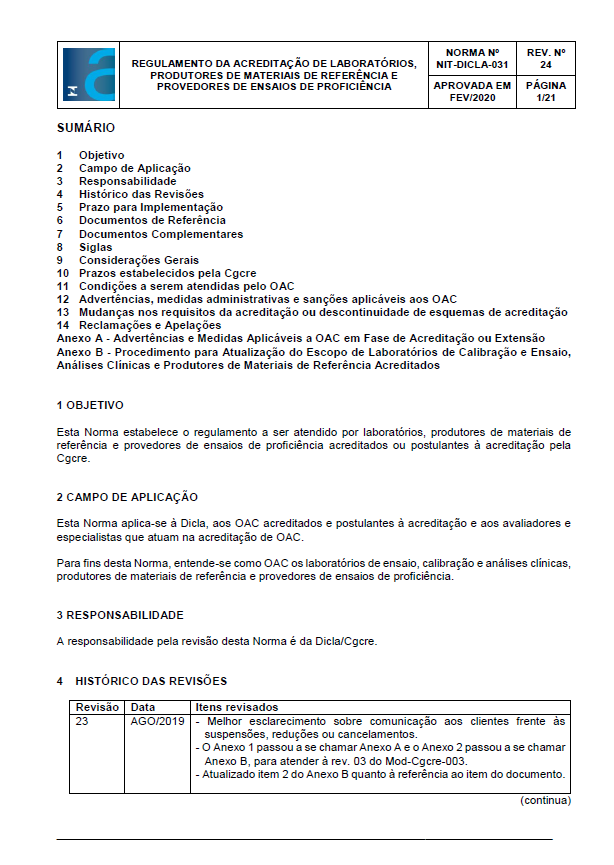 REGULAMENTO DA ACREDITAÇÃO DE LABORATÓRIOS,
PRODUTORES DE MATERIAIS DE REFERÊNCIA E
PROVEDORES DE ENSAIOS DE PROFICIÊNCIA
NORMA Nº
NIT-DICLA-031
REV. Nº
24
APROVADA EM
FEV/2020
PÁGINA
1/21
SUMÁRIO
1 Objetivo
2 Campo de Aplicação
3 Responsabilidade
4 Histórico das Revisões
5 Prazo para Implementação
6 Documentos de Referência
7 Documentos Complementares
8 Siglas
9 Considerações Gerais
10 Prazos estabelecidos pela Cgcre
11 Condições a serem atendidas pelo OAC
12 Advertências, medidas administrativas e sanções aplicáveis aos OAC
13 Mudanças nos requisitos da acreditação ou descontinuidade de esquemas de acreditação
14 Reclamações e Apelações
Anexo A - Advertências e Medidas Aplicáveis a OAC em Fase de Acreditação ou Extensão
Anexo B - Procedimento para Atualização do Escopo de Laboratórios de Calibração e Ensaio,
Análises Clínicas e Produtores de Materiais de Referência Acreditados
1 OBJETIVO
Esta Norma estabelece o regulamento a ser atendido por laboratórios, produtores de materiais de
referência e provedores de ensaios de proficiência acreditados ou postulantes à acreditação pela
Cgcre.
2 CAMPO DE APLICAÇÃO
Esta Norma aplica-se à Dicla, aos OAC acreditados e postulantes à acreditação e aos avaliadores e
especialistas que atuam na acreditação de OAC.
Para fins desta Norma, entende-se como OAC os laboratórios de ensaio, calibração e análises clínicas,
produtores de materiais de referência e provedores de ensaios de proficiência.
3 RESPONSABILIDADE
A responsabilidade pela revisão desta Norma é da Dicla/Cgcre.
4 HISTÓRICO DAS REVISÕES
Revisão Data Itens revisados
23 AGO/2019 - Melhor esclarecimento sobre comunicação aos clientes frente às
suspensões, reduções ou cancelamentos.
- O Anexo 1 passou a se chamar Anexo A e o Anexo 2 passou a se chamar
Anexo B, para atender à rev. 03 do Mod-Cgcre-003.
- Atualizado item 2 do Anexo B quanto à referência ao item do documento.
(continua)